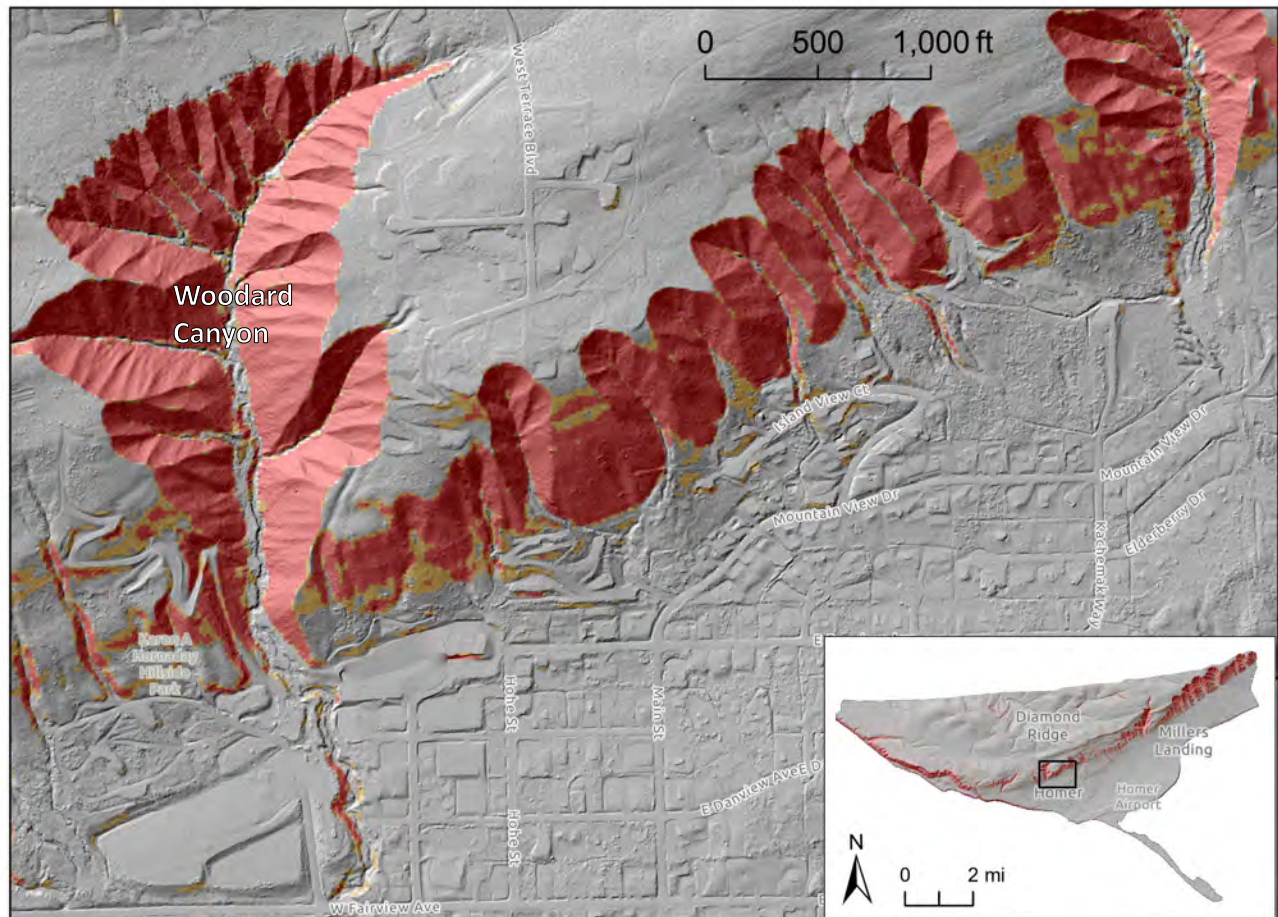 0 500 1,000 ft
West Terrace Blvd
Woodard
Canyon
Island View Ct
Mountain View Dr
Mountain View Dr
Elderberry Dr
Kachemak Way
Karen A
Hornaday
Hillside
Park
Hohe St
Main St
E Danview Ave
E D
Hohe St
W Fairview Ave
Diamond
Ridge
Millers
Landing
Homer
Homer
Airport
N
0 2 mi